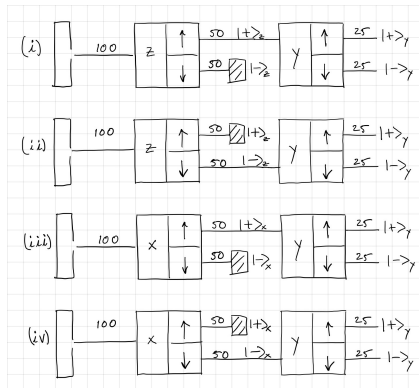 (i) 100 z ↑ 50 |+>z y ↑ 25 |+>y
↓ 50 |->z ↓ 25 |->y
(ii) 100 z ↑ 50 |+>z y ↑ 25 |+>y
↓ 50 |->z ↓ 25 |->y
(iii) 100 x ↑ 50 |+>x y ↑ 25 |+>y
↓ 50 |->x ↓ 25 |->y
(iv) 100 x ↑ 50 |+>x y ↑ 25 |+>y
↓ 50 |->x ↓ 25 |->y